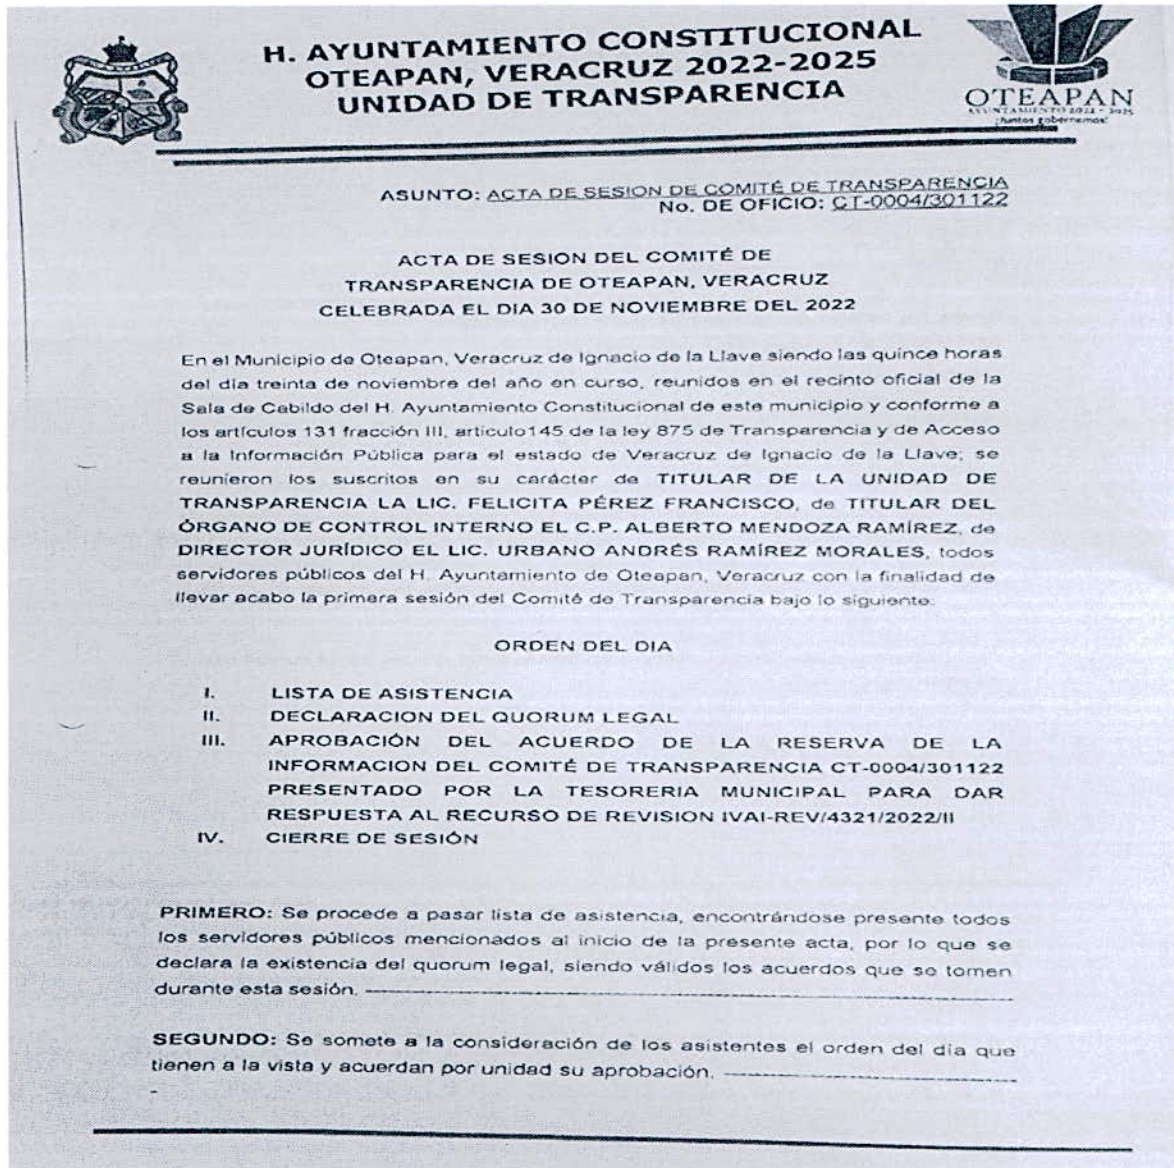 H. AYUNTAMIENTO CONSTITUCIONAL
OTEAPAN, VERACRUZ 2022-2025
UNIDAD DE TRANSPARENCIA
OTEAPAN
AYUNTAMIENTO 2022 - 2025
¡Juntos gobernemos!
ASUNTO: ACTA DE SESION DE COMITÉ DE TRANSPARENCIA
No. DE OFICIO: CT-0004/301122
ACTA DE SESION DEL COMITÉ DE
TRANSPARENCIA DE OTEAPAN, VERACRUZ
CELEBRADA EL DIA 30 DE NOVIEMBRE DEL 2022
En el Municipio de Oteapan, Veracruz de Ignacio de la Llave siendo las quince horas
del día treinta de noviembre del año en curso, reunidos en el recinto oficial de la
Sala de Cabildo del H. Ayuntamiento Constitucional de este municipio y conforme a
los artículos 131 fracción III, artículo145 de la ley 875 de Transparencia y de Acceso
a la Información Pública para el estado de Veracruz de Ignacio de la Llave; se
reunieron los suscritos en su carácter de TITULAR DE LA UNIDAD DE
TRANSPARENCIA LA LIC. FELICITA PÉREZ FRANCISCO, de TITULAR DEL
ÓRGANO DE CONTROL INTERNO EL C.P. ALBERTO MENDOZA RAMÍREZ, de
DIRECTOR JURÍDICO EL LIC. URBANO ANDRÉS RAMÍREZ MORALES, todos
servidores públicos del H. Ayuntamiento de Oteapan, Veracruz con la finalidad de
llevar acabo la primera sesión del Comité de Transparencia bajo lo siguiente:
ORDEN DEL DIA
I. LISTA DE ASISTENCIA
II. DECLARACION DEL QUORUM LEGAL
III. APROBACIÓN DEL ACUERDO DE LA RESERVA DE LA
INFORMACION DEL COMITÉ DE TRANSPARENCIA CT-0004/301122
PRESENTADO POR LA TESORERIA MUNICIPAL PARA DAR
RESPUESTA AL RECURSO DE REVISION IVAI-REV/4321/2022/II
IV. CIERRE DE SESIÓN
PRIMERO: Se procede a pasar lista de asistencia, encontrándose presente todos
los servidores públicos mencionados al inicio de la presente acta, por lo que se
declara la existencia del quorum legal, siendo válidos los acuerdos que se tomen
durante esta sesión.
SEGUNDO: Se somete a la consideración de los asistentes el orden del día que
tienen a la vista y acuerdan por unidad su aprobación.